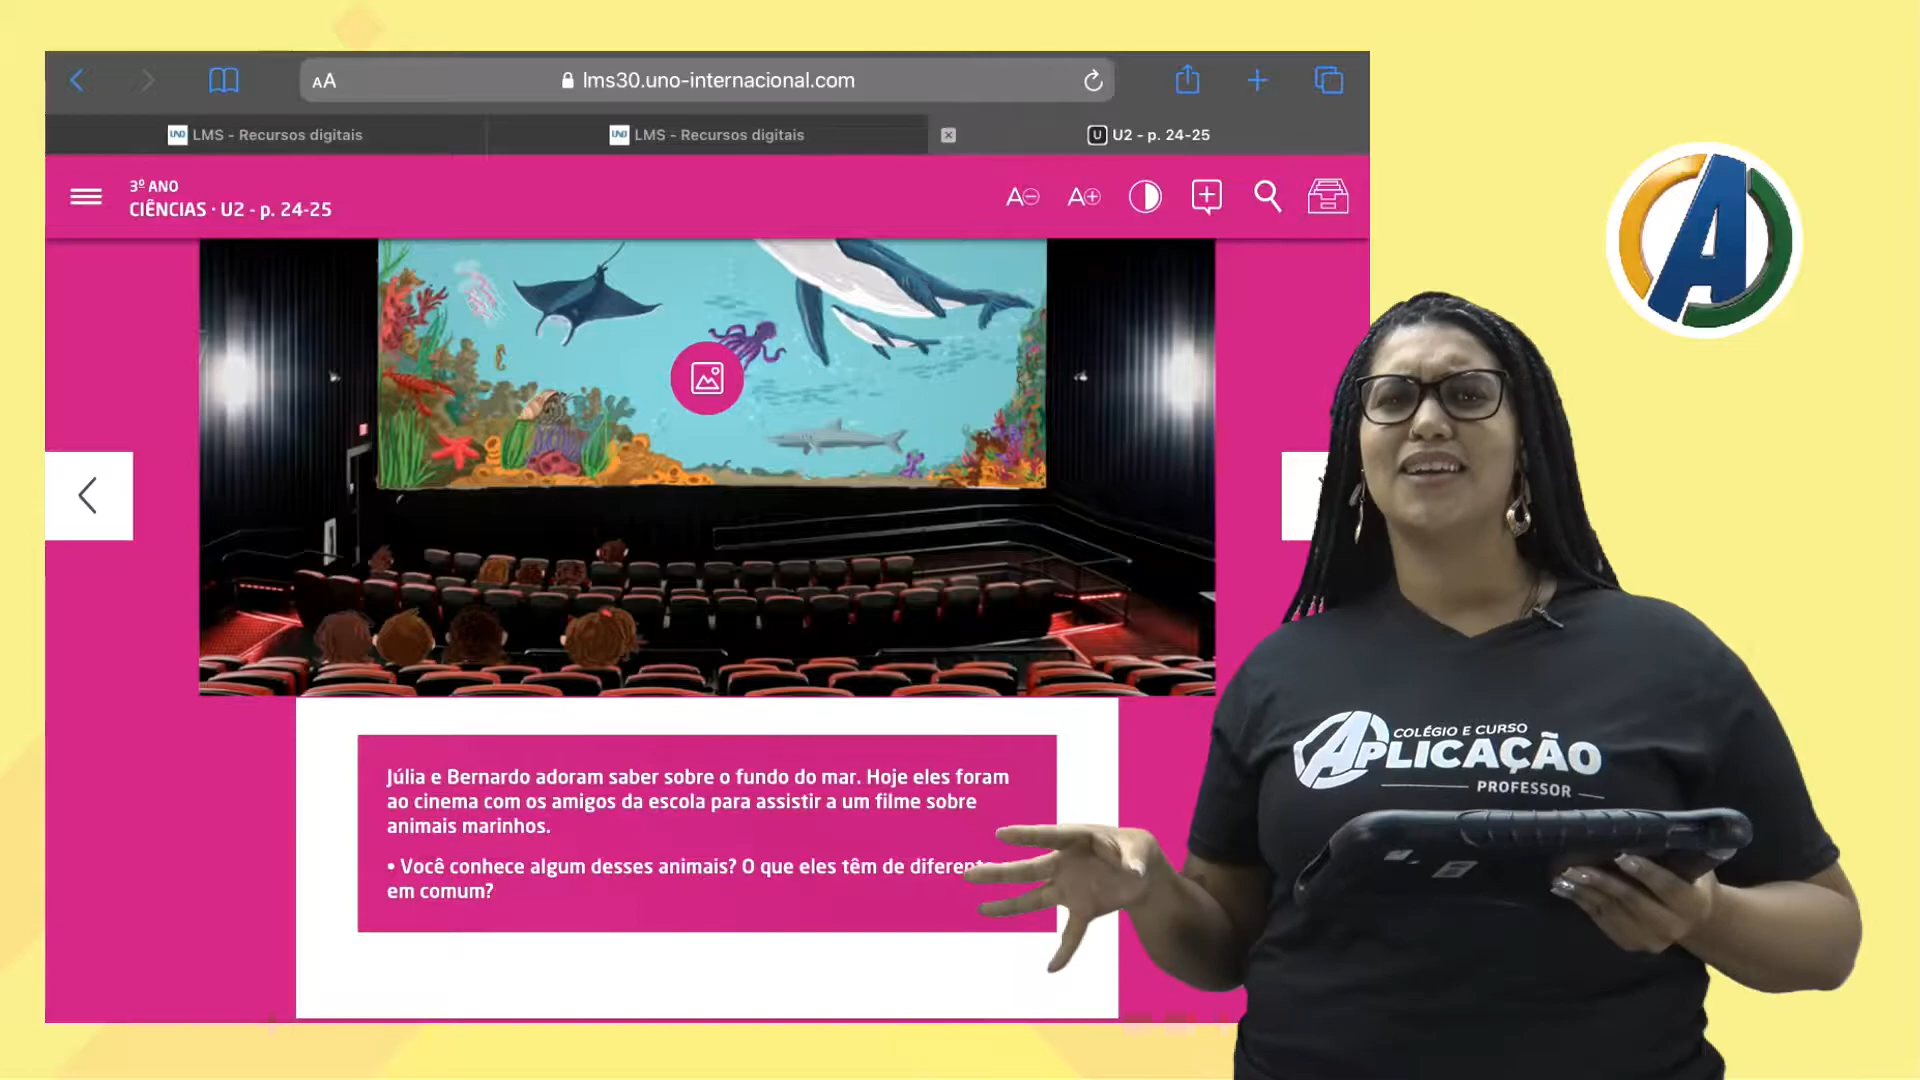 AA
lms30.uno-internacional.com
UNO LMS - Recursos digitais
UNO LMS - Recursos digitais
U U2 - p. 24-25
3º ANO
CIÊNCIAS · U2 - p. 24-25
A A
A
Júlia e Bernardo adoram saber sobre o fundo do mar. Hoje eles foram
ao cinema com os amigos da escola para assistir a um filme sobre
animais marinhos.
• Você conhece algum desses animais? O que eles têm de
em comum?
COLÉGIO E CURSO
APLICAÇÃO
PROFESSOR